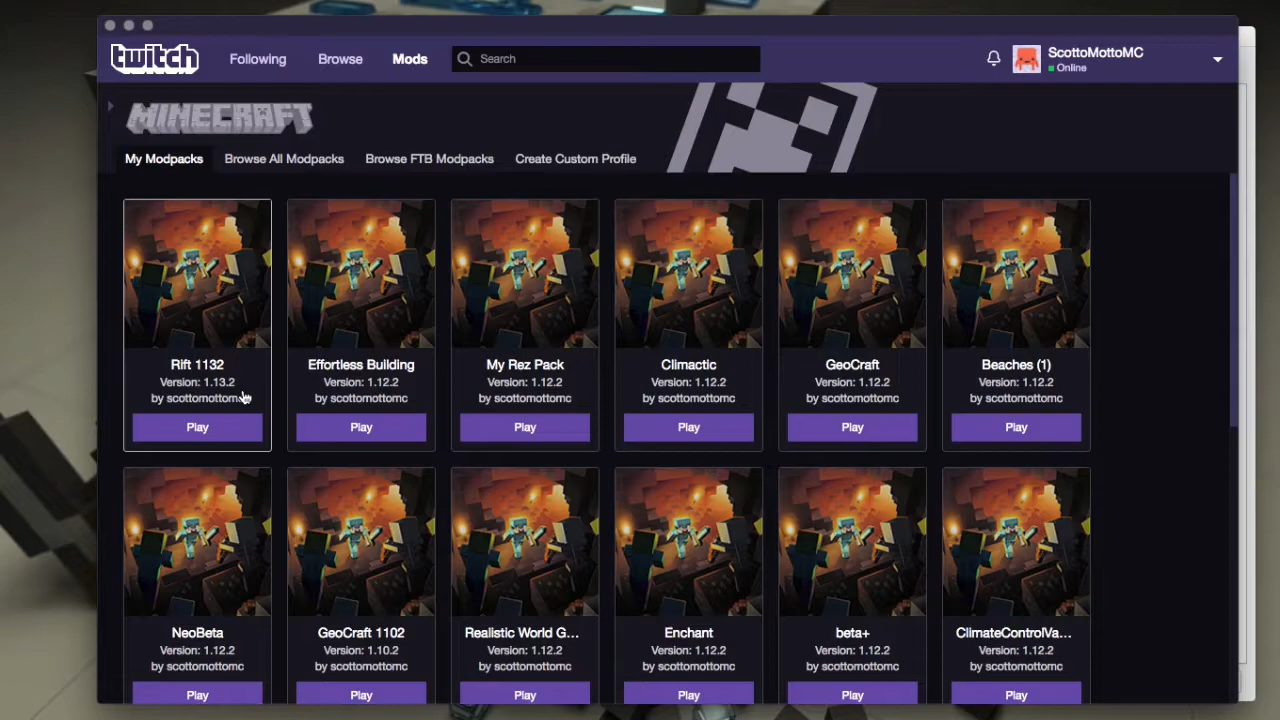 twitch Following Browse Mods Search ScottoMottoMC
Online
MINECRAFT
My Modpacks Browse All Modpacks Browse FTB Modpacks Create Custom Profile
Rift 1132 Effortless Building My Rez Pack Climactic GeoCraft Beaches (1)
Version: 1.13.2 Version: 1.12.2 Version: 1.12.2 Version: 1.12.2 Version: 1.12.2 Version: 1.12.2
by scottomottomc by scottomottomc by scottomottomc by scottomottomc by scottomottomc by scottomottomc
Play Play Play Play Play Play
NeoBeta GeoCraft 1102 Realistic World G... Enchant beta+ ClimateControlVa...
Version: 1.12.2 Version: 1.10.2 Version: 1.12.2 Version: 1.12.2 Version: 1.12.2 Version: 1.12.2
by scottomottomc by scottomottomc by scottomottomc by scottomottomc by scottomottomc by scottomottomc
Play Play Play Play Play Play